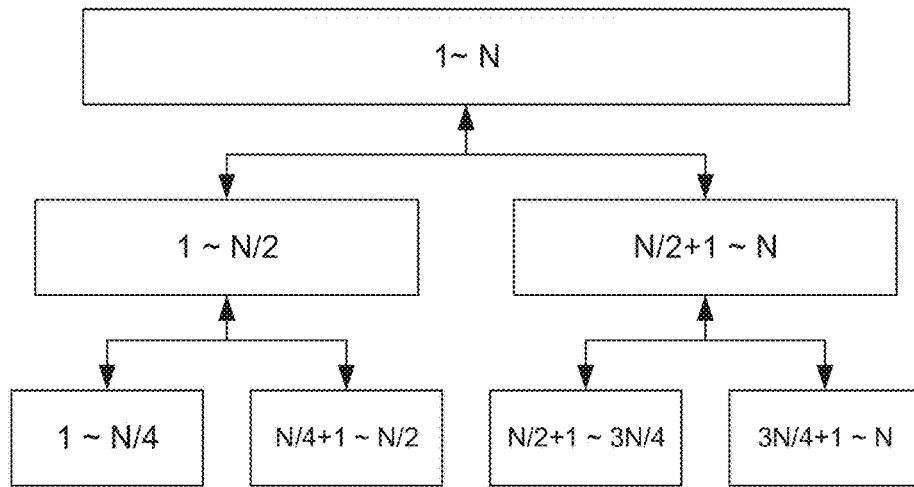 1~ N
1 ~ N/2
N/2+1 ~ N
1 ~ N/4
N/4+1 ~ N/2
N/2+1 ~ 3N/4
3N/4+1 ~ N